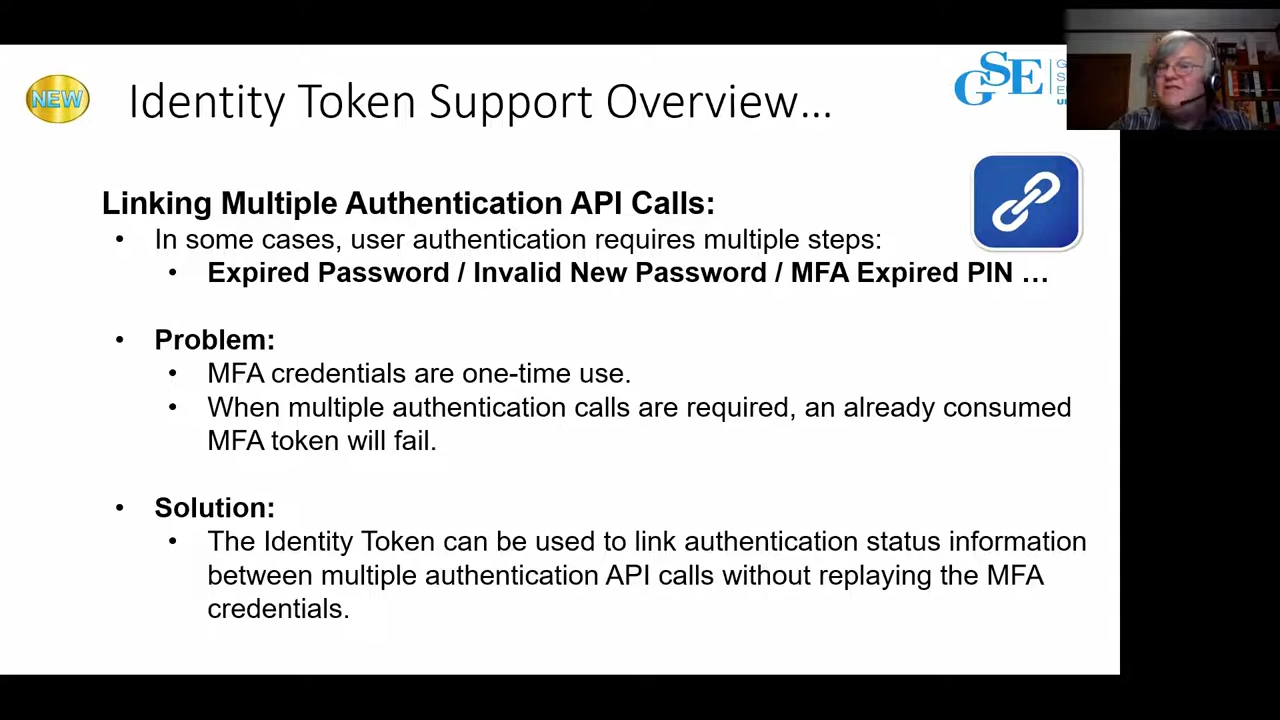 NEW
Identity Token Support Overview...
GSE
Linking Multiple Authentication API Calls:
• In some cases, user authentication requires multiple steps:
• Expired Password / Invalid New Password / MFA Expired PIN …
• Problem:
• MFA credentials are one-time use.
• When multiple authentication calls are required, an already consumed
MFA token will fail.
• Solution:
• The Identity Token can be used to link authentication status information
between multiple authentication API calls without replaying the MFA
credentials.